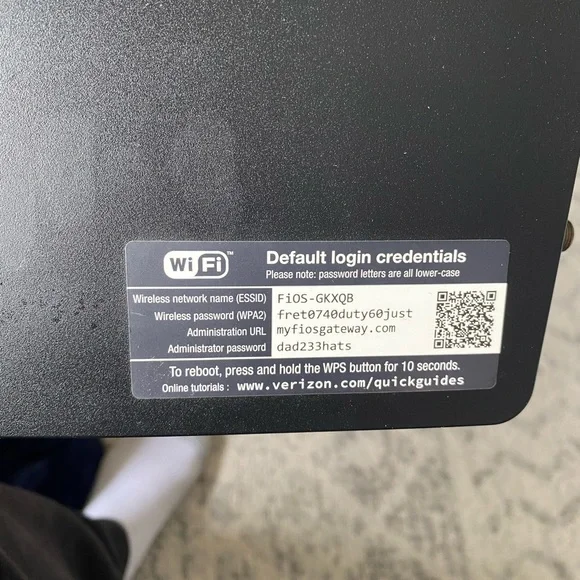 WiFi™ Default login credentials
Please note: password letters are all lower-case
Wireless network name (ESSID) FiOS-GKXQB
Wireless password (WPA2) fret0740duty60just
Administration URL myfiosgateway.com
Administrator password dad233hats
To reboot, press and hold the WPS button for 10 seconds.
Online tutorials : www.verizon.com/quickguides